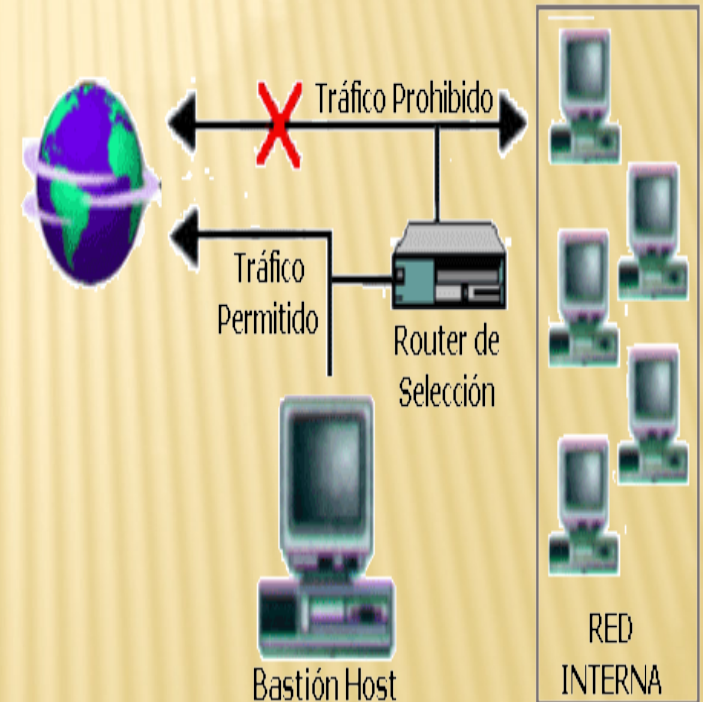 Tráfico Prohibido
Tráfico
Permitido
Router de
Selección
Bastión Host
RED
INTERNA